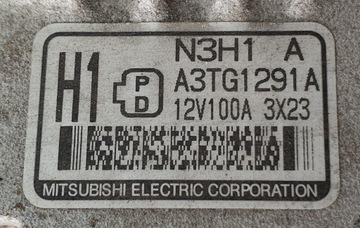 N3H1 A
H1 P D A3TG1291A
12V100A 3X23
MITSUBISHI ELECTRIC CORPORATION